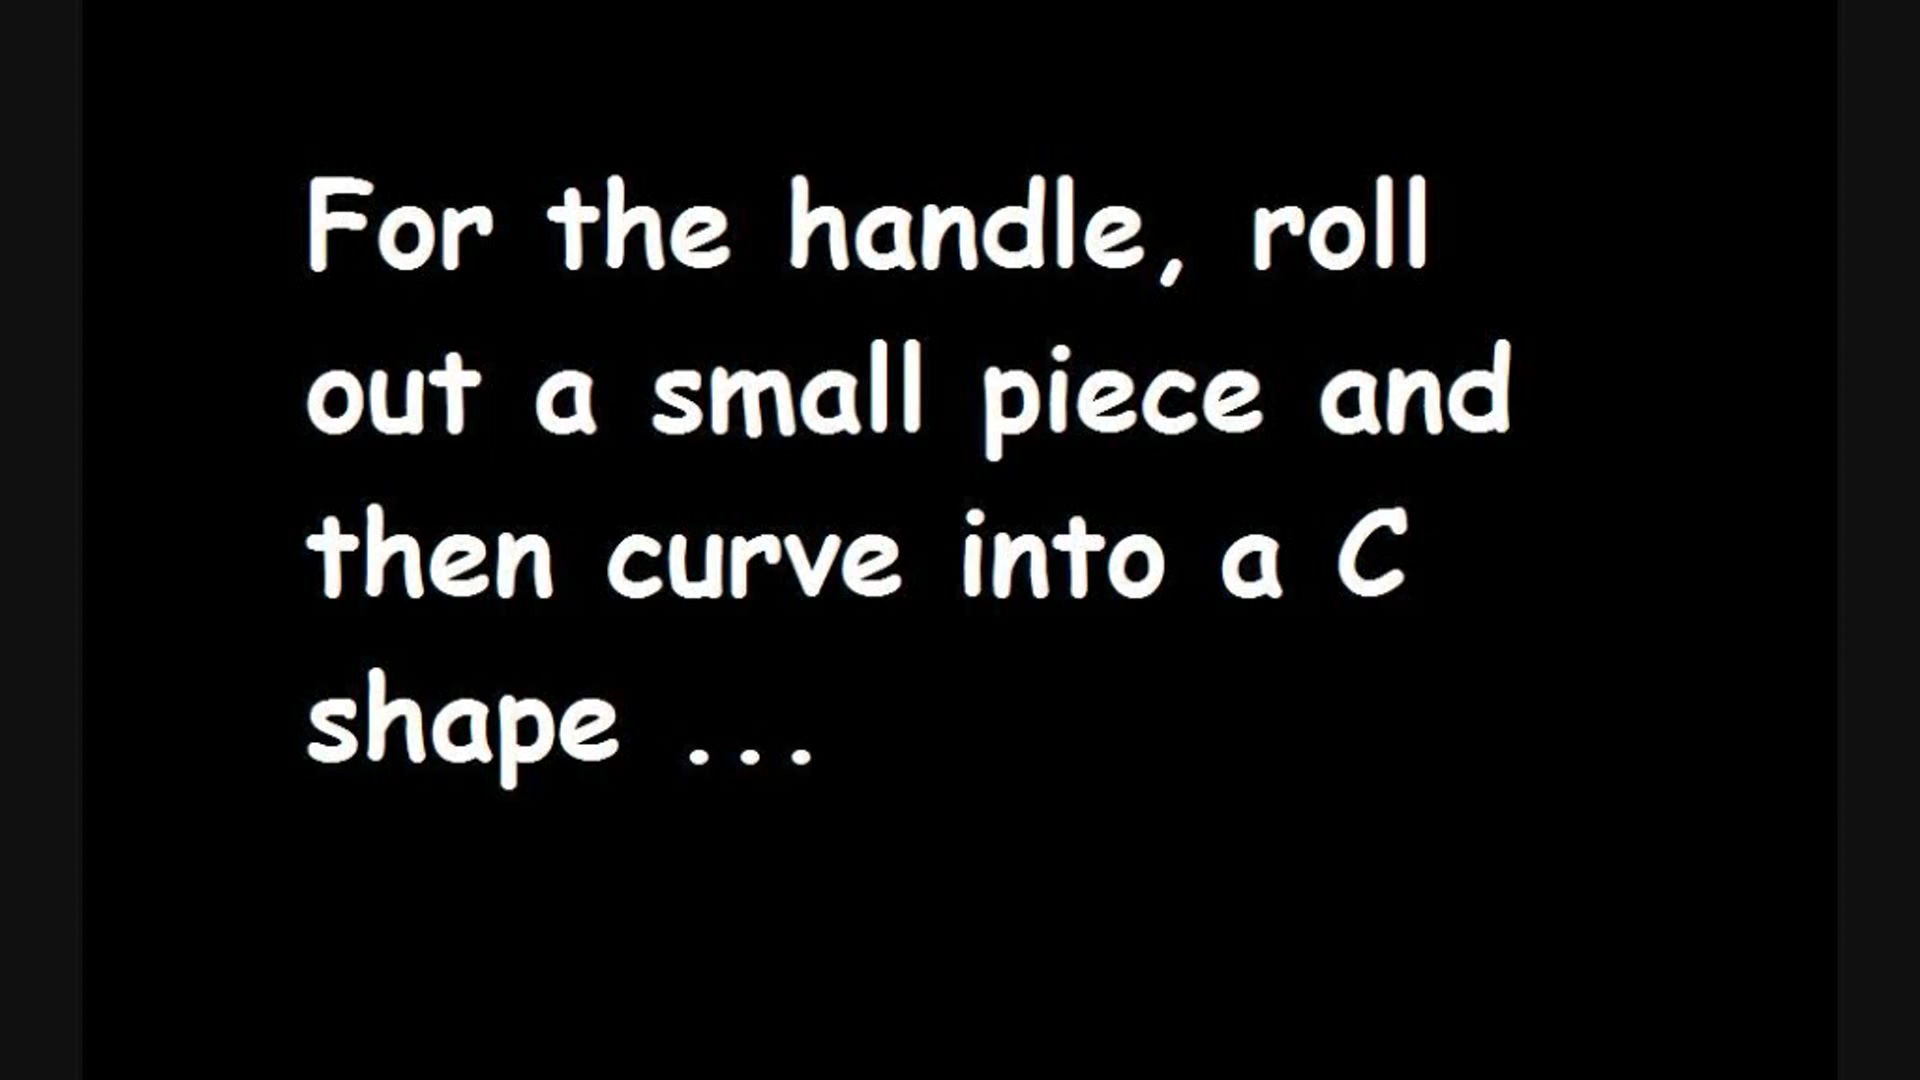 For the handle, roll
out a small piece and
then curve into a C
shape ...